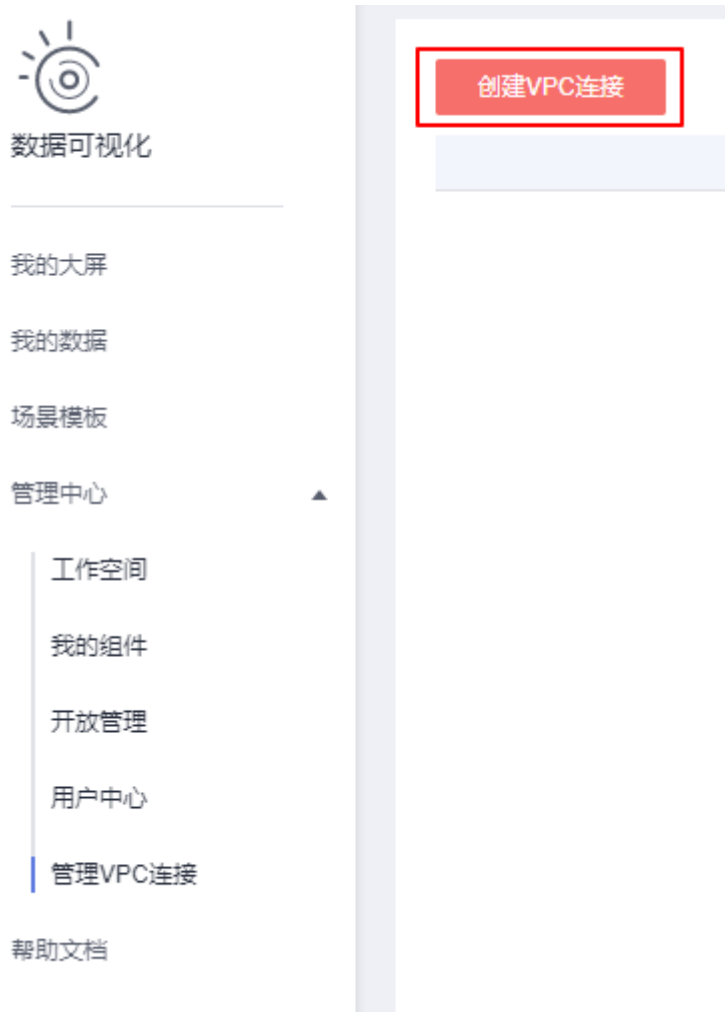 数据可视化
我的大屏
我的数据
场景模板
管理中心
工作空间
我的组件
开放管理
用户中心
管理VPC连接
帮助文档
创建VPC连接